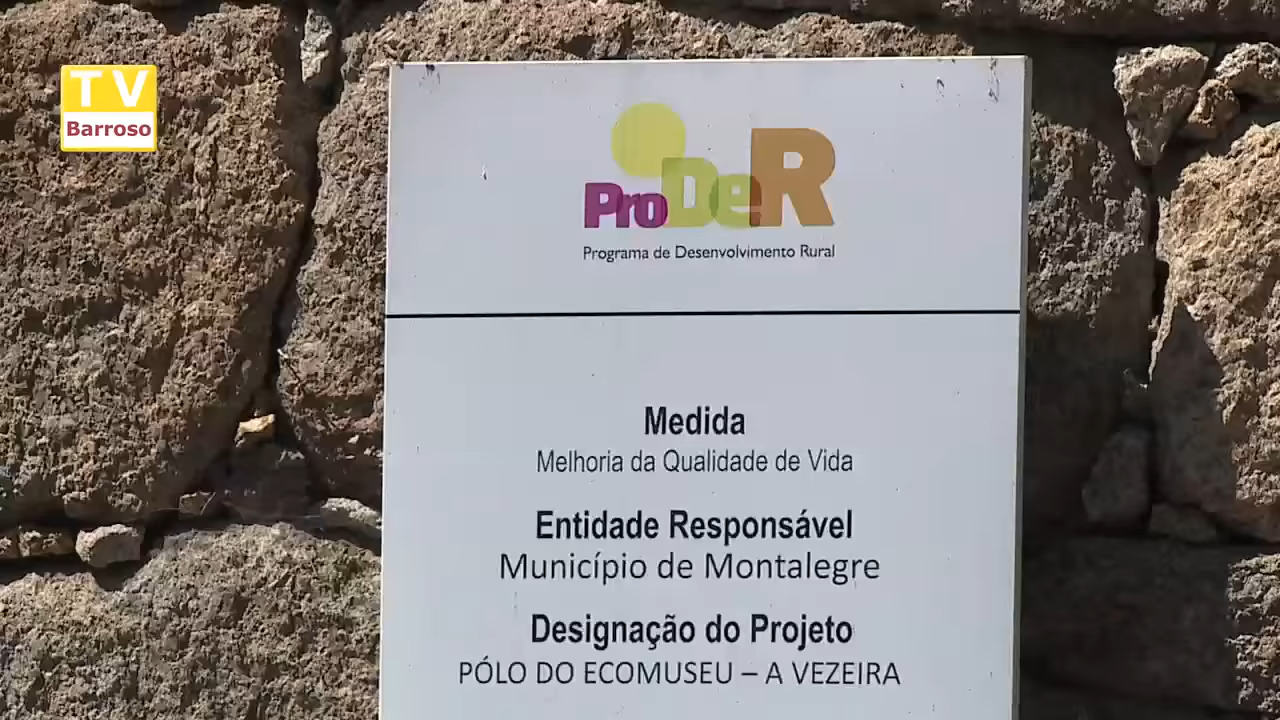 TV
Barroso
ProDeR
Programa de Desenvolvimento Rural
Medida
Melhoria da Qualidade de Vida
Entidade Responsável
Município de Montalegre
Designação do Projeto
PÓLO DO ECOMUSEU – A VEZEIRA